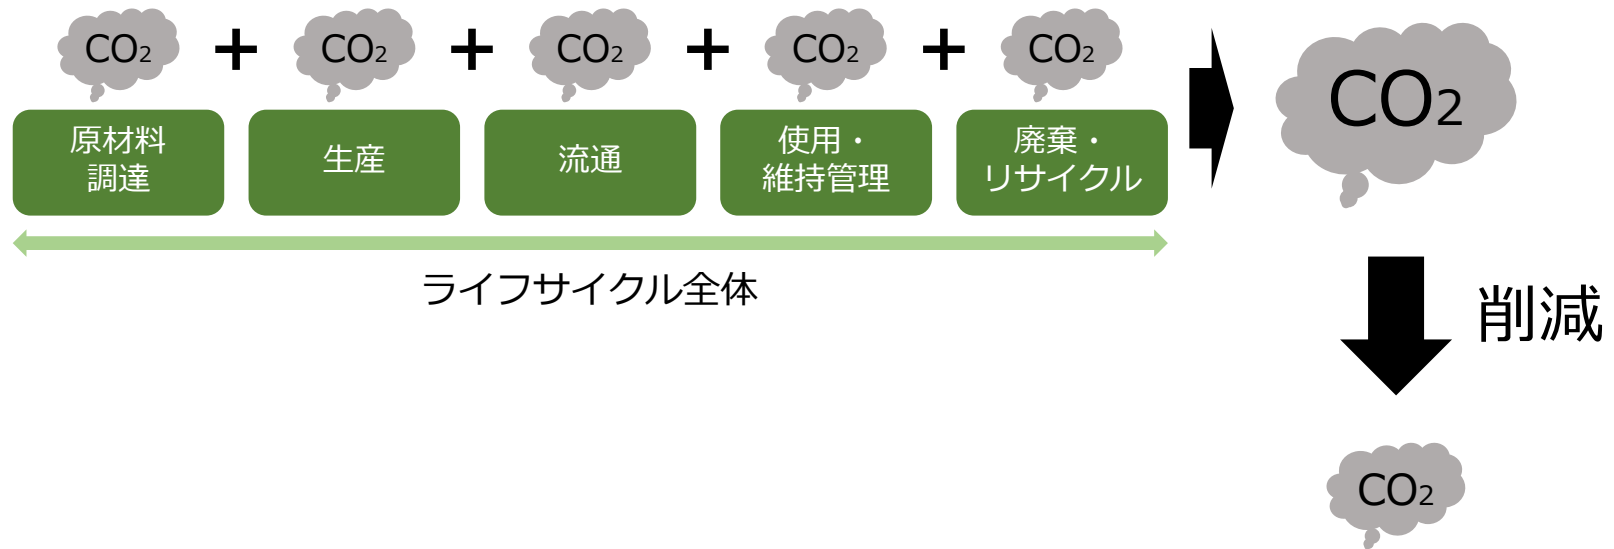 CO2 + CO2 + CO2 + CO2 + CO2
CO2
原材料
調達
生産
流通
使用・
維持管理
廃棄・
リサイクル
ライフサイクル全体
削減
CO2